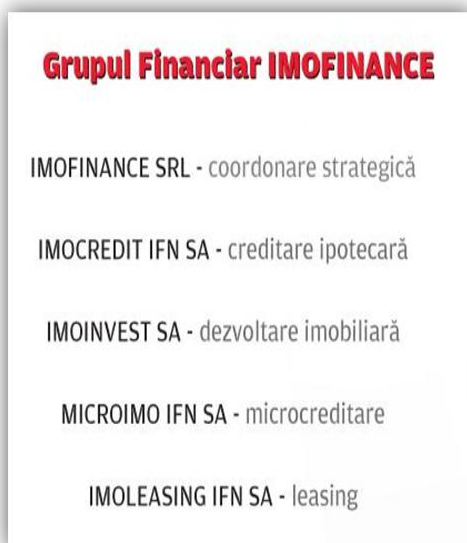 Grupul Financiar IMOFINANCE
IMOFINANCE SRL - coordonare strategică
IMOCREDIT IFN SA - creditare ipotecară
IMOINVEST SA - dezvoltare imobiliară
MICROIMO IFN SA - microcreditare
IMOLEASING IFN SA - leasing